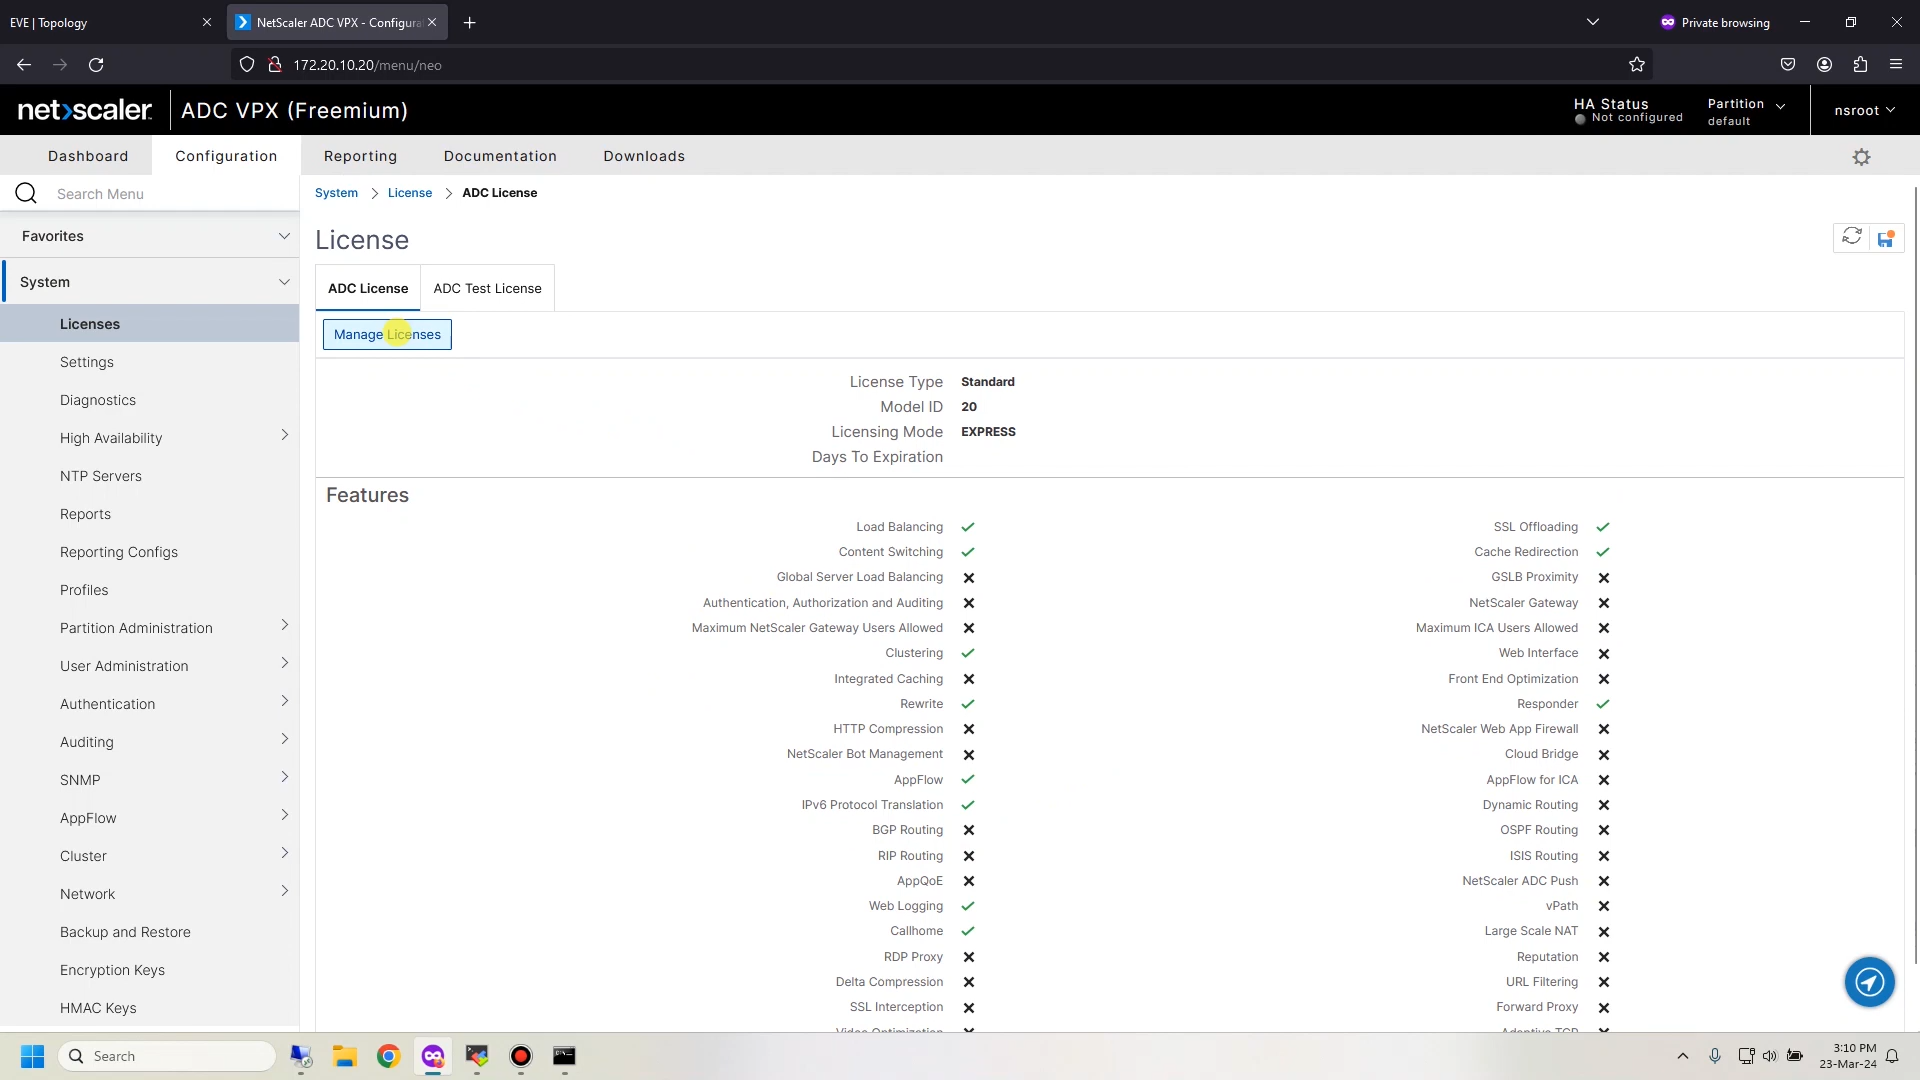 EVE | Topology
NetScaler ADC VPX - Configura
Private browsing
172.20.10.20/menu/neo
net>scaler
ADC VPX (Freemium)
HA Status
Not configured
Partition
default
nsroot
Dashboard
Configuration
Reporting
Documentation
Downloads
Search Menu
System
License
ADC License
Favorites
License
System
ADC License
ADC Test License
Licenses
Manage Licenses
Settings
License Type Standard
Diagnostics
Model ID 20
Licensing Mode EXPRESS
High Availability
Days To Expiration
NTP Servers
Features
Reports
Load Balancing
SSL Offloading
Reporting Configs
Content Switching
Cache Redirection
Profiles
Global Server Load Balancing
GSLB Proximity
Authentication, Authorization and Auditing
NetScaler Gateway
Partition Administration
Maximum NetScaler Gateway Users Allowed
Maximum ICA Users Allowed
Clustering
Web Interface
User Administration
Integrated Caching
Front End Optimization
Authentication
Rewrite
Responder
HTTP Compression
NetScaler Web App Firewall
Auditing
NetScaler Bot Management
Cloud Bridge
SNMP
AppFlow
AppFlow for ICA
IPv6 Protocol Translation
Dynamic Routing
AppFlow
BGP Routing
OSPF Routing
Cluster
RIP Routing
ISIS Routing
AppQoE
NetScaler ADC Push
Network
Web Logging
vPath
Backup and Restore
Callhome
Large Scale NAT
RDP Proxy
Reputation
Encryption Keys
Delta Compression
URL Filtering
HMAC Keys
SSL Interception
Forward Proxy
Video Optimization
Adaptive TCP
Search
3:10 PM
23-Mar-24